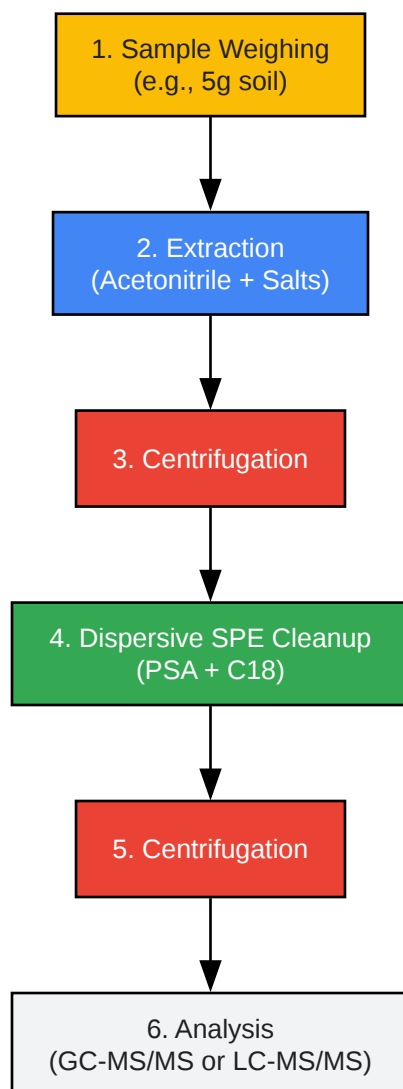 1. Sample Weighing
(e.g., 5g soil)
2. Extraction
(Acetonitrile + Salts)
3. Centrifugation
4. Dispersive SPE Cleanup
(PSA + C18)
5. Centrifugation
6. Analysis
(GC-MS/MS or LC-MS/MS)